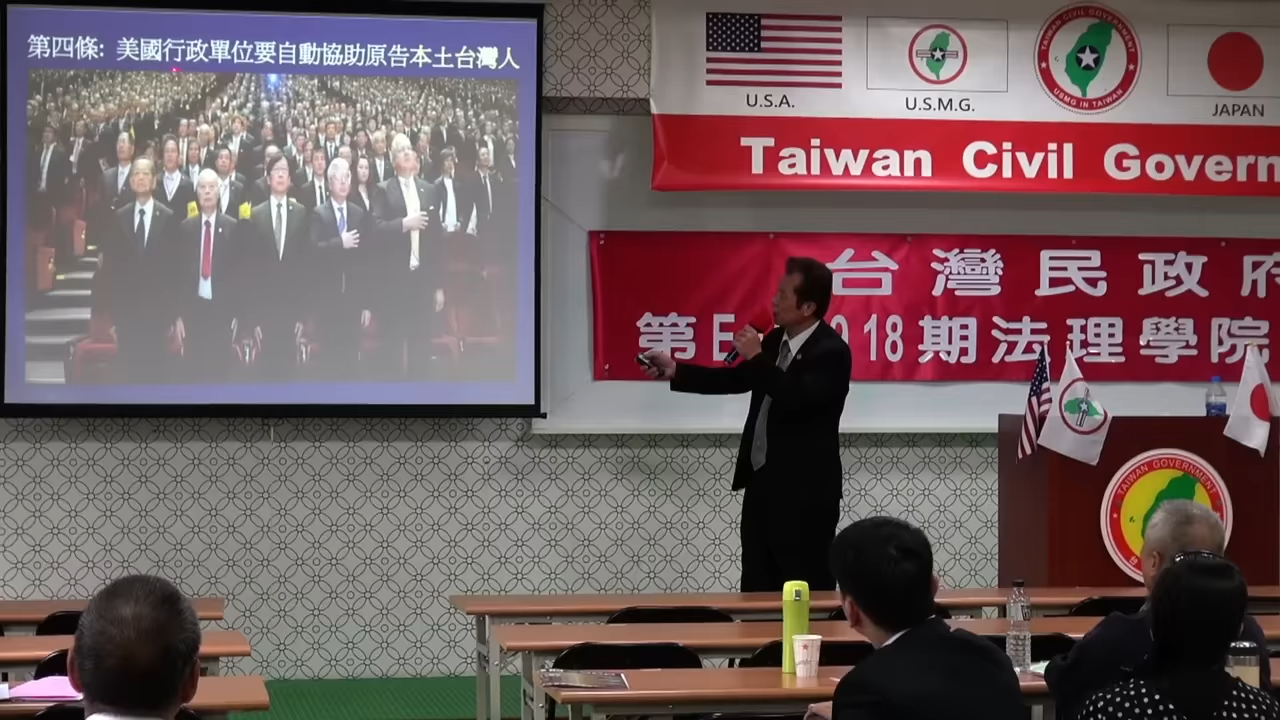 第四條: 美國行政單位要自動協助原告本土台灣人
U.S.A.
U.S.M.G.
TAIWAN CIVIL GOVERNMENT
USMG IN TAIWAN
JAPAN
Taiwan Civil Govern
台灣民政府
第E 18期法理學院
TAIWAN GOVERNMENT